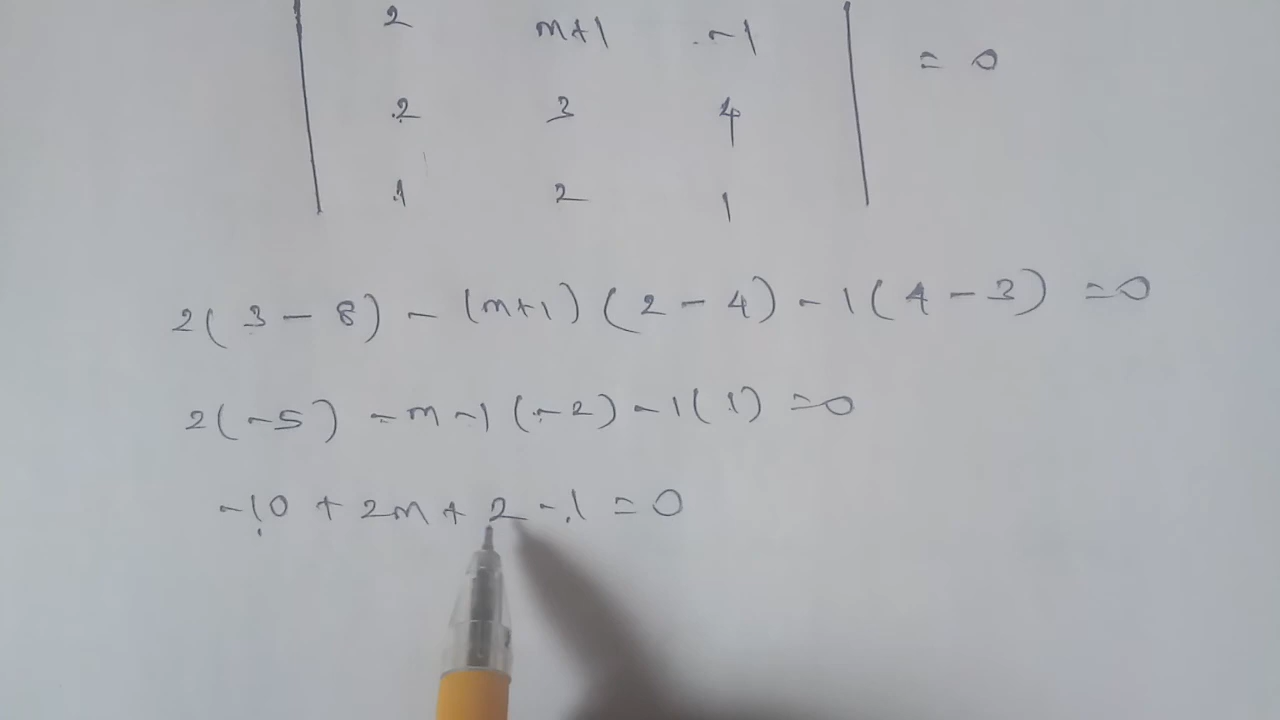 2 m+1 -1
2 3 4 = 0
1 2 1
2(3-8) - (m+1)(2-4) - 1(4-3) = 0
2(-5) - m - 1(-2) - 1(1) = 0
-10 + 2m + 2 - 1 = 0